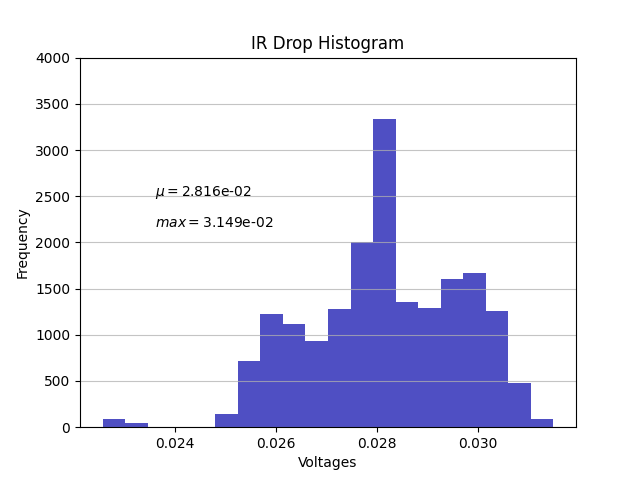 IR Drop Histogram
4000
3500
3000
2500
2000
1500
1000
500
0
Frequency
μ = 2.816e-02
max = 3.149e-02
0.024 0.026 0.028 0.030
Voltages